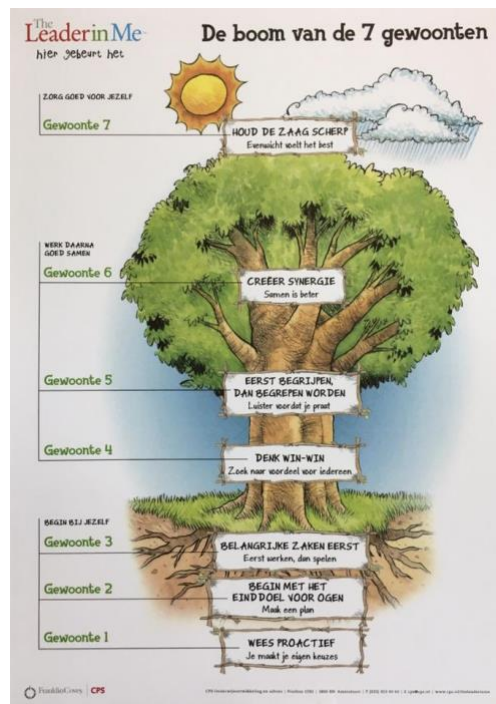 The
Leader in Me
hier gebeurt het
De boom van de 7 gewoonten
ZORG GOED VOOR JEZELF
Gewoonte 7
HOUD DE ZAAG SCHERP
Evenwicht voelt het best
WERK DAARNA
GOED SAMEN
Gewoonte 6
CREËER SYNERGIE
Samen is beter
Gewoonte 5
EERST BEGRIJPEN,
DAN BEGREPEN WORDEN
Luister voordat je praat
Gewoonte 4
DENK WIN-WIN
Zoek naar voordeel voor iedereen
BEGIN BIJ JEZELF
Gewoonte 3
BELANGRIJKE ZAKEN EERST
Eerst werken, dan spelen
Gewoonte 2
BEGIN MET HET
EINDDOEL VOOR OGEN
Maak een plan
Gewoonte 1
WEES PROACTIEF
Je maakt je eigen keuzes
FranklinCovey | CPS